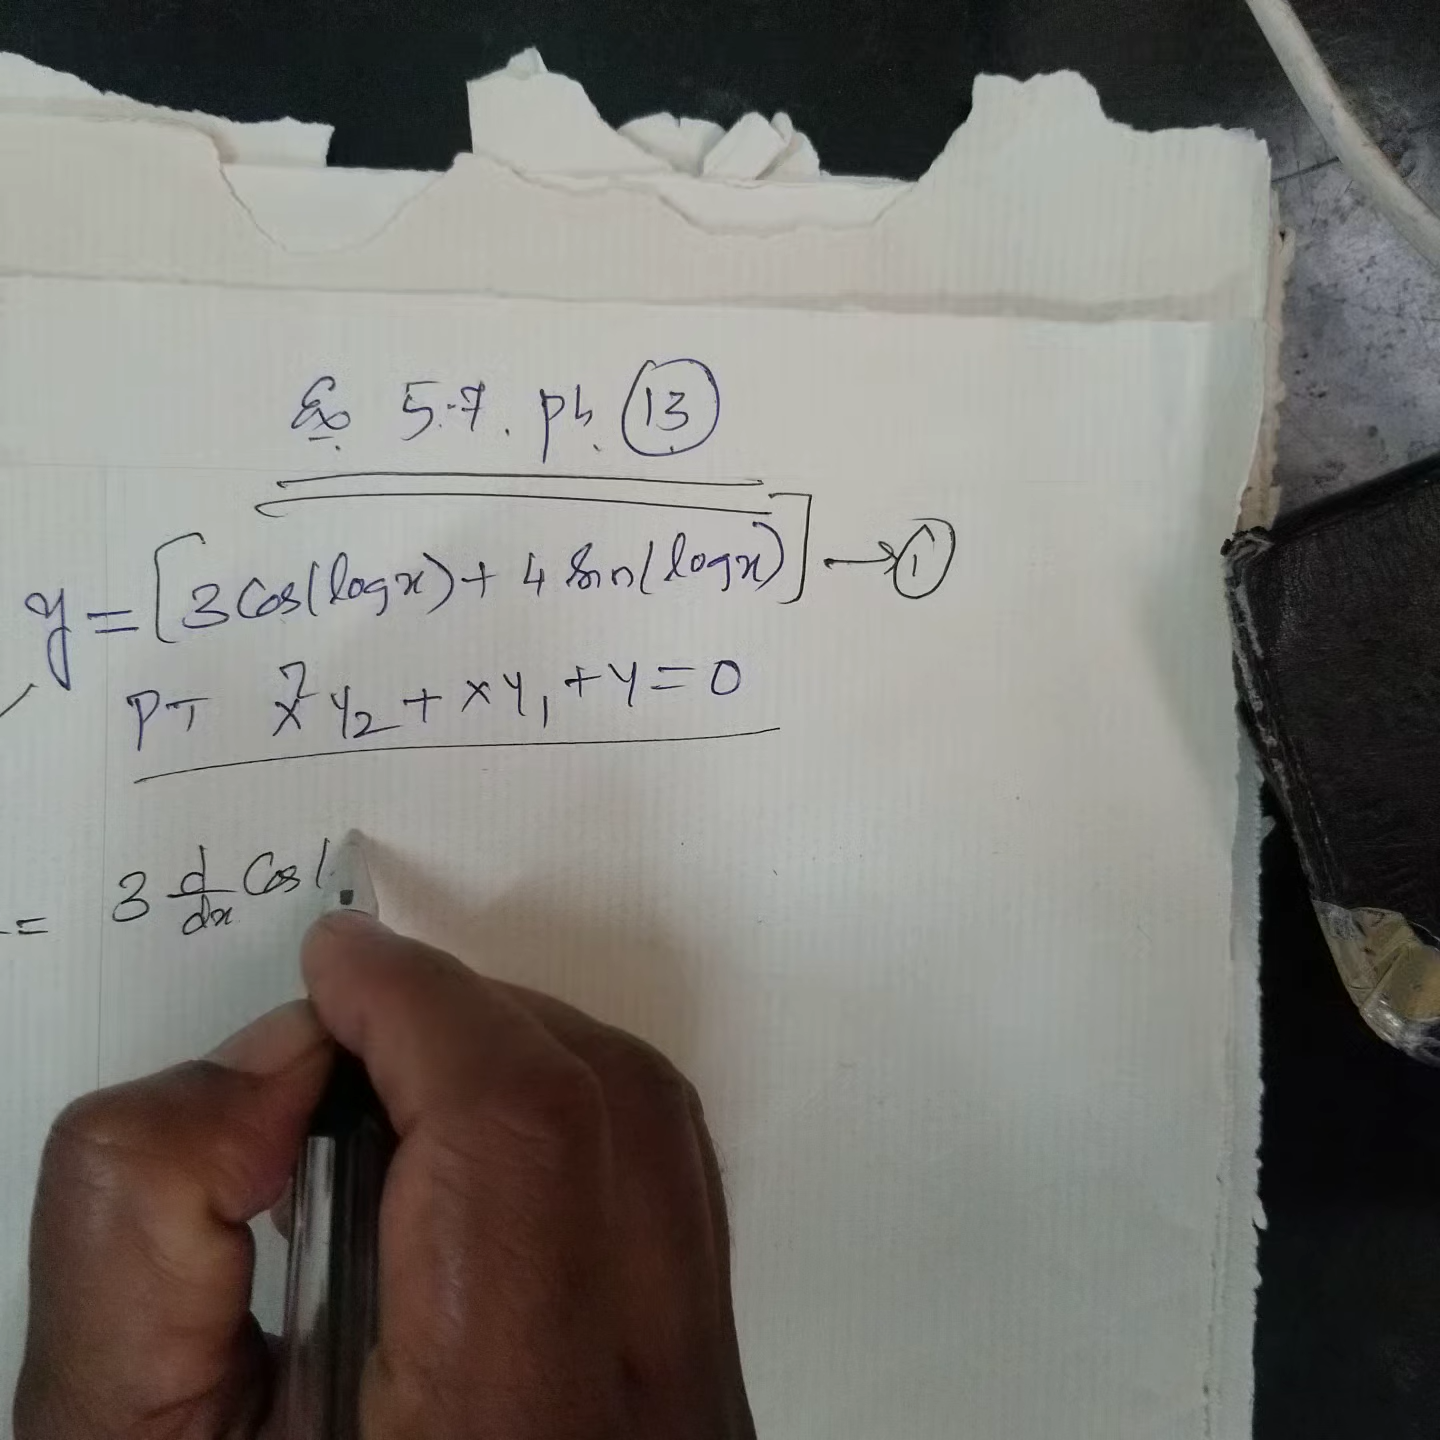 Ex 5.7. pb. 13
y = [3 Cos(log x) + 4 Sin(log x)] → 1
PT x² y₂ + x y₁ + y = 0
= 3 d/dx Cos(